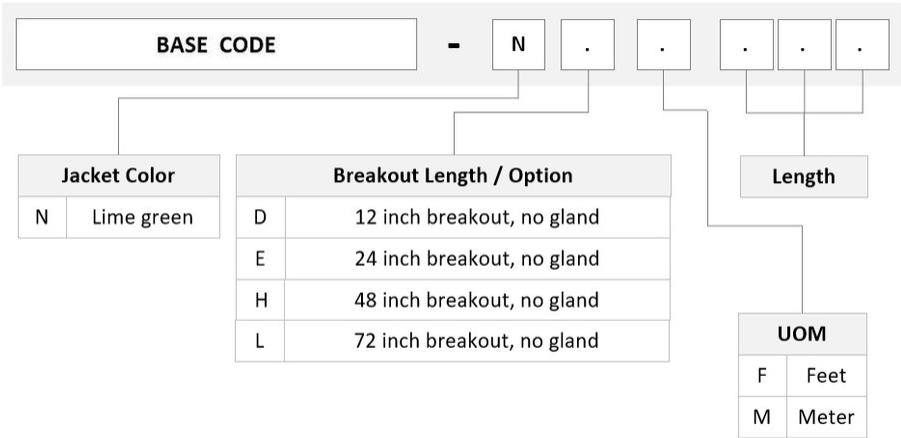 BASE CODE - N . . . . .
Jacket Color
N Lime green
Breakout Length / Option
D 12 inch breakout, no gland
E 24 inch breakout, no gland
H 48 inch breakout, no gland
L 72 inch breakout, no gland
Length
UOM
F Feet
M Meter